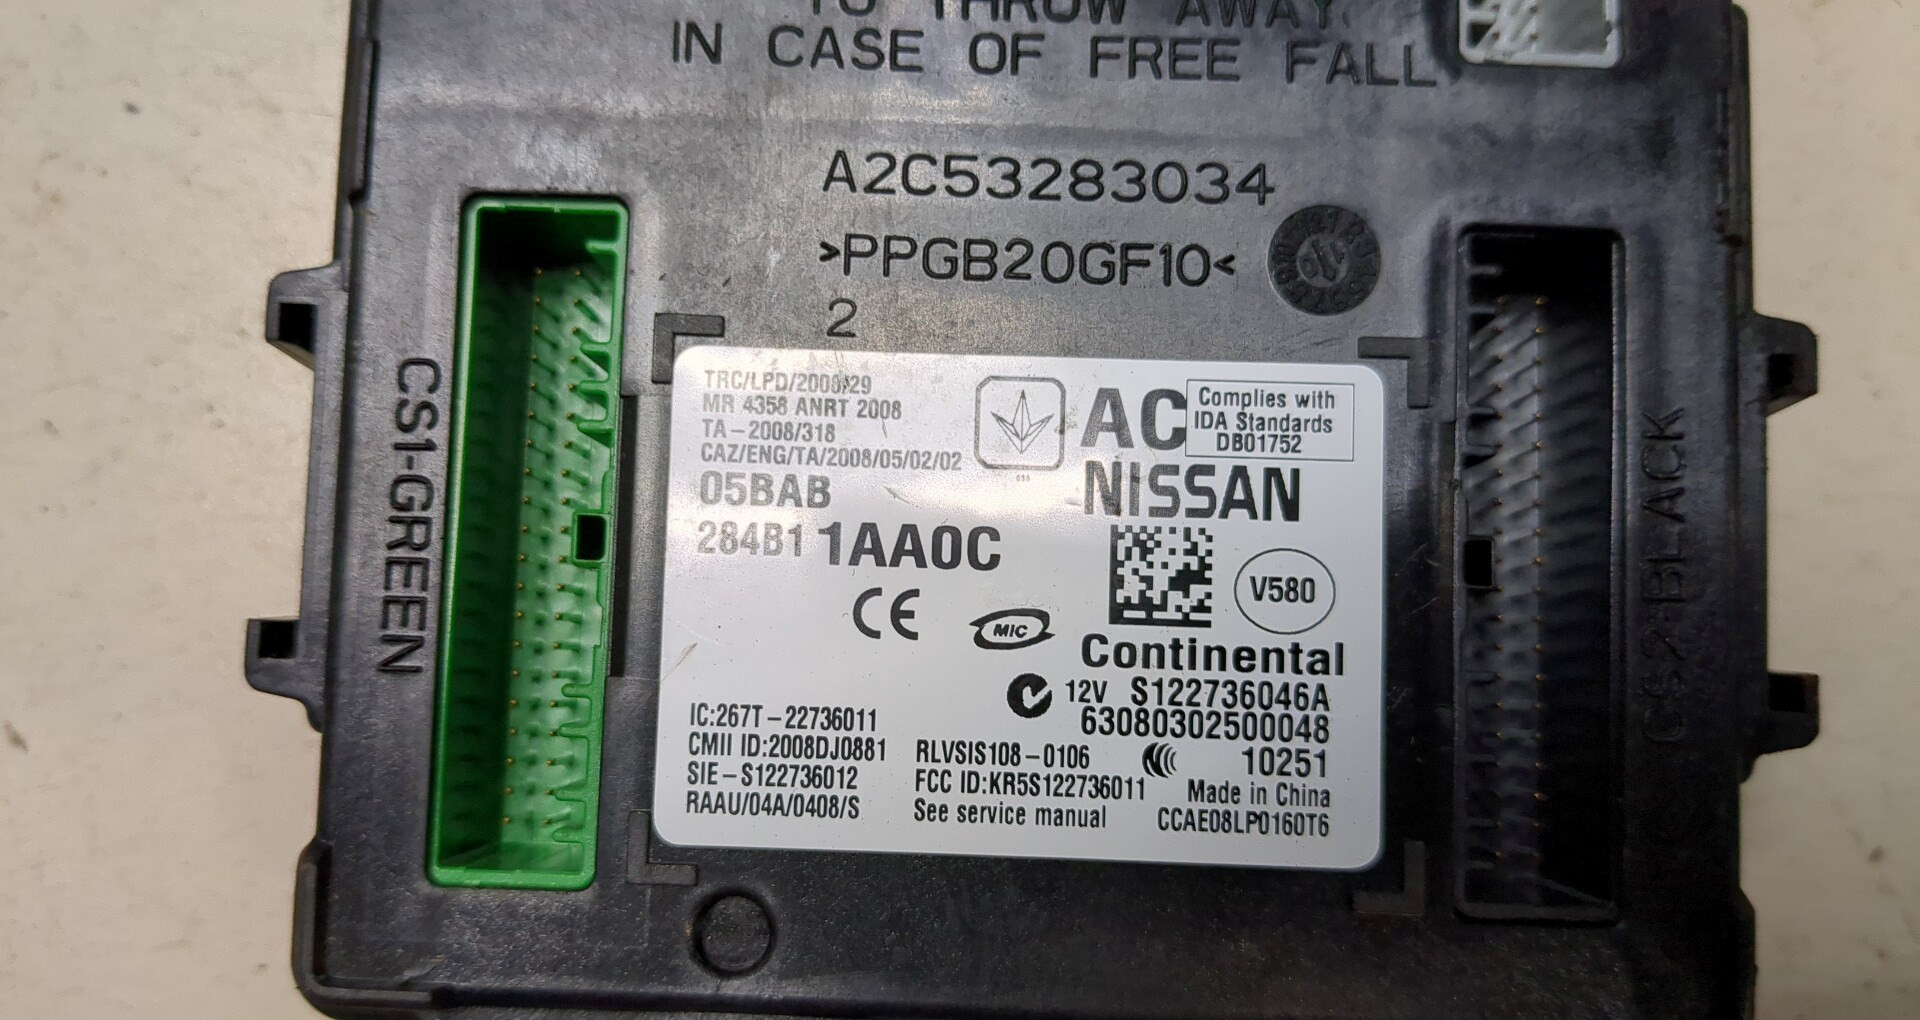 TO THROW AWAY
IN CASE OF FREE FALL
A2C53283034
>PPGB20GF10<
2
CS1-GREEN
CS2-BLACK
TRC/LPD/2008/29
MR 4358 ANRT 2008
TA-2008/318
CAZ/ENG/TA/2008/05/02/02
05BAB
284B1 1AA0C
AC
Complies with
IDA Standards
DB01752
NISSAN
V580
CE
MIC
Continental
12V S122736046A
63080302500048
10251
Made in China
CCAE08LP0160T6
IC:267T-22736011
CMII ID:2008DJ0881
SIE-S122736012
RAAU/04A/0408/S
RLVSIS108-0106
FCC ID:KR5S122736011
See service manual